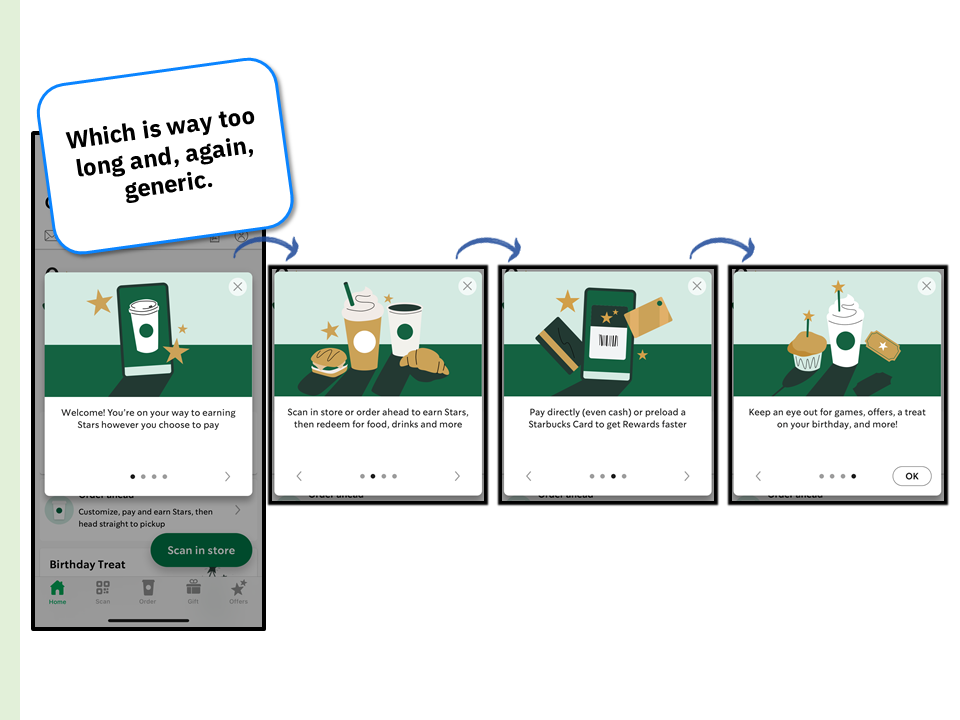 Which is way too
long and, again,
generic.
Welcome! You're on your way to earning
Stars however you choose to pay
Scan in store or order ahead to earn Stars,
then redeem for food, drinks and more
Pay directly (even cash) or preload a
Starbucks Card to get Rewards faster
Keep an eye out for games, offers, a treat
on your birthday, and more!
OK
Order ahead
Customize, pay and earn Stars, then
head straight to pickup
Scan in store
Birthday Treat
Home
Scan
Order
Gift
Offers